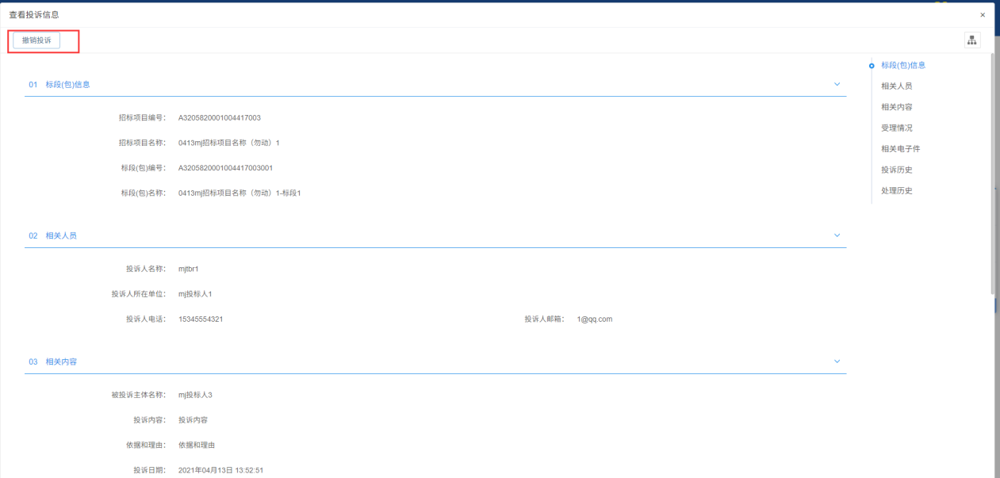 查看投诉信息
×
撤销投诉
标段(包)信息
相关人员
相关内容
受理情况
相关电子件
投诉历史
处理历史
01 标段(包)信息
招标项目编号： A3205820001004417003
招标项目名称： 0413mj招标项目名称（勿动）1
标段(包)编号： A3205820001004417003001
标段(包)名称： 0413mj招标项目名称（勿动）1-标段1
02 相关人员
投诉人名称： mjtbr1
投诉人所在单位： mj投标人1
投诉人电话： 15345554321 投诉人邮箱： 1@qq.com
03 相关内容
被投诉主体名称： mj投标人3
投诉内容： 投诉内容
依据和理由： 依据和理由
投诉日期： 2021年04月13日 13:52:51